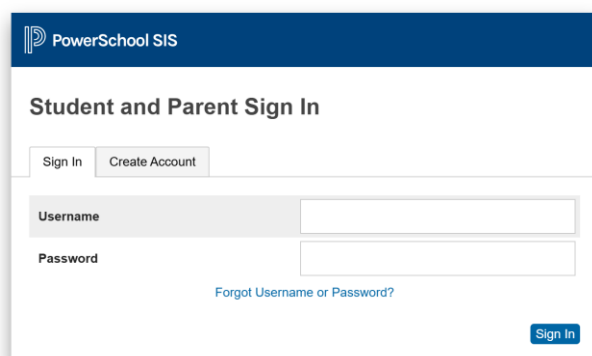 PowerSchool SIS
Student and Parent Sign In
Sign In
Create Account
Username
Password
Forgot Username or Password?
Sign In